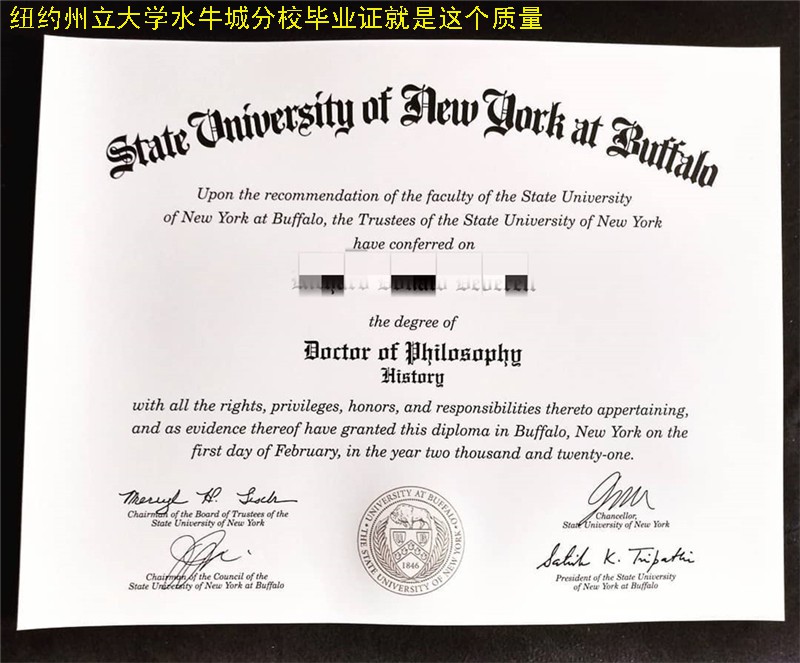 纽约州立大学水牛城分校毕业证就是这个质量
State University of New York at Buffalo
Upon the recommendation of the faculty of the State University
of New York at Buffalo, the Trustees of the State University of New York
have conferred on
the degree of
Doctor of Philosophy
History
with all the rights, privileges, honors, and responsibilities thereto appertaining,
and as evidence thereof have granted this diploma in Buffalo, New York on the
first day of February, in the year two thousand and twenty-one.
Chairman of the Board of Trustees of the
State University of New York
Chancellor,
State University of New York
UNIVERSITY AT BUFFALO
THE STATE UNIVERSITY OF NEW YORK
1846
Chairman of the Council of the
State University of New York at Buffalo
Satish K. Tripathi
President of the State University
of New York at Buffalo